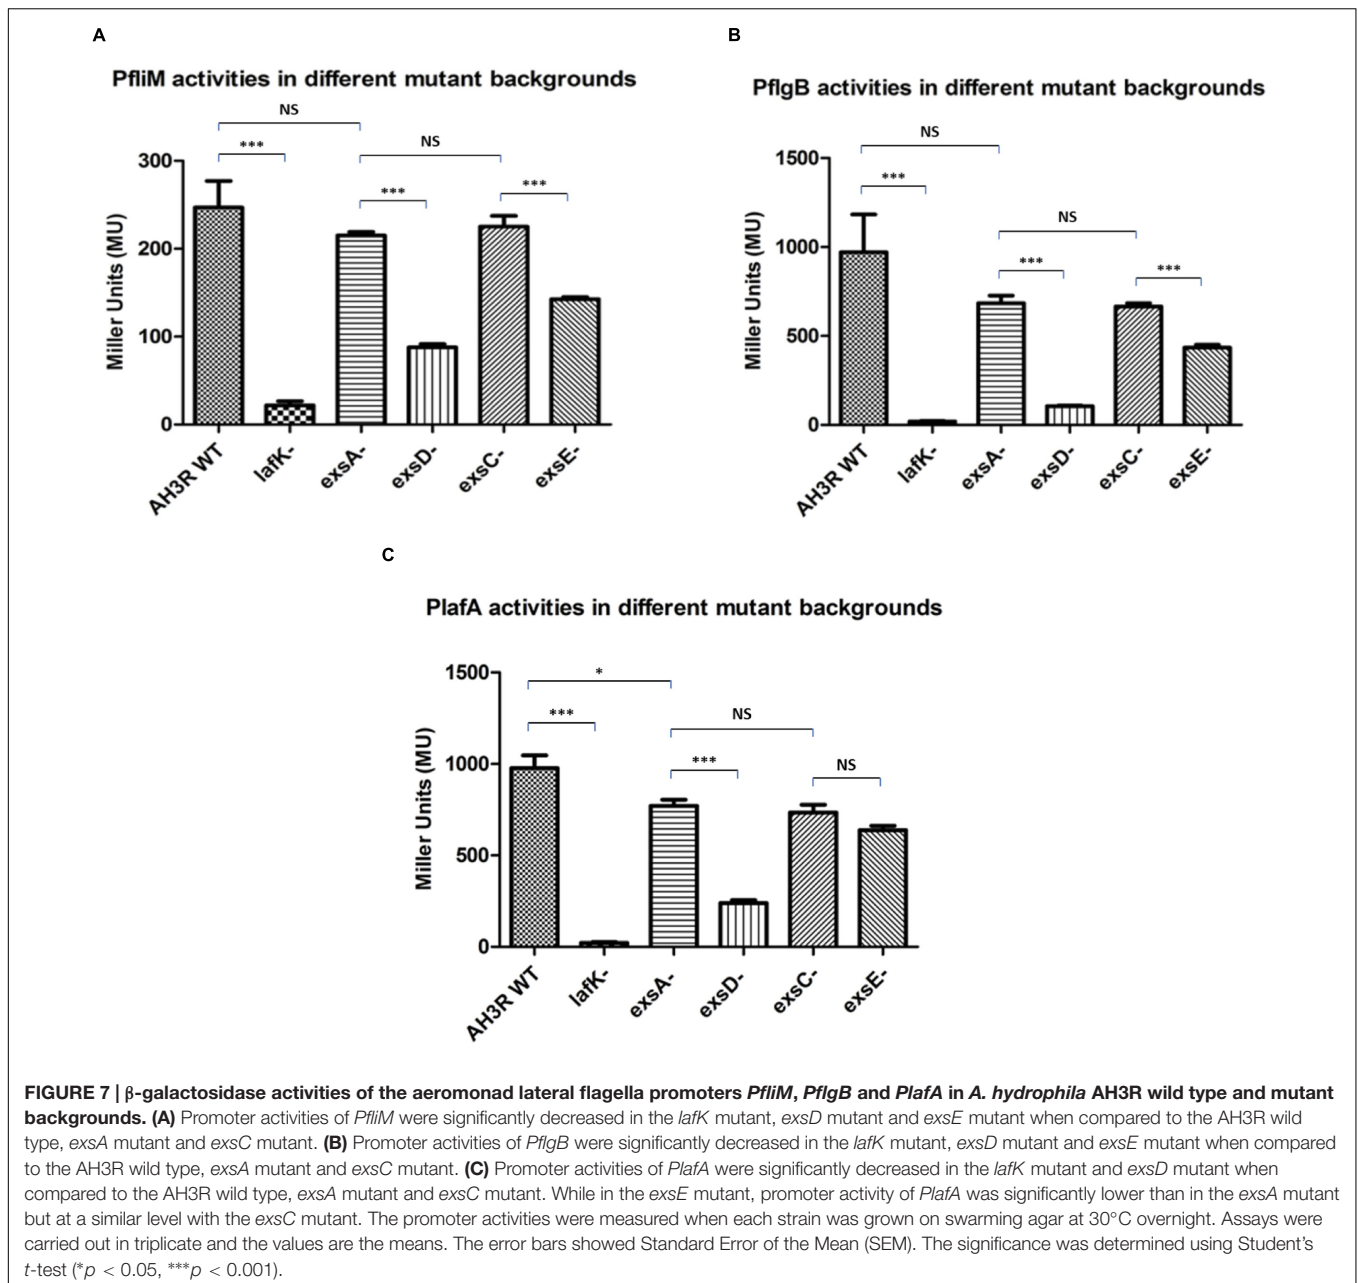 A
PfliM activities in different mutant backgrounds
NS
NS
***
***
***
300
200
100
0
Miller Units (MU)
AH3R WT
lafK-
exsA-
exsD-
exsC-
exsE-
B
PflgB activities in different mutant backgrounds
NS
***
NS
***
***
1500
1000
500
0
Miller Units (MU)
AH3R WT
lafK-
exsA-
exsD-
exsC-
exsE-
C
PlafA activities in different mutant backgrounds
*
***
NS
***
NS
1500
1000
500
0
Miller Units (MU)
AH3R WT
lafK-
exsA-
exsD-
exsC-
exsE-
FIGURE 7 | β-galactosidase activities of the aeromonad lateral flagella promoters PfliM, PflgB and PlafA in A. hydrophila AH3R wild type and mutant
backgrounds. (A) Promoter activities of PfliM were significantly decreased in the lafK mutant, exsD mutant and exsE mutant when compared to the AH3R wild
type, exsA mutant and exsC mutant. (B) Promoter activities of PflgB were significantly decreased in the lafK mutant, exsD mutant and exsE mutant when compared
to the AH3R wild type, exsA mutant and exsC mutant. (C) Promoter activities of PlafA were significantly decreased in the lafK mutant and exsD mutant when
compared to the AH3R wild type, exsA mutant and exsC mutant. While in the exsE mutant, promoter activity of PlafA was significantly lower than in the exsA mutant
but at a similar level with the exsC mutant. The promoter activities were measured when each strain was grown on swarming agar at 30°C overnight. Assays were
carried out in triplicate and the values are the means. The error bars showed Standard Error of the Mean (SEM). The significance was determined using Student's
t-test (*p < 0.05, ***p < 0.001).